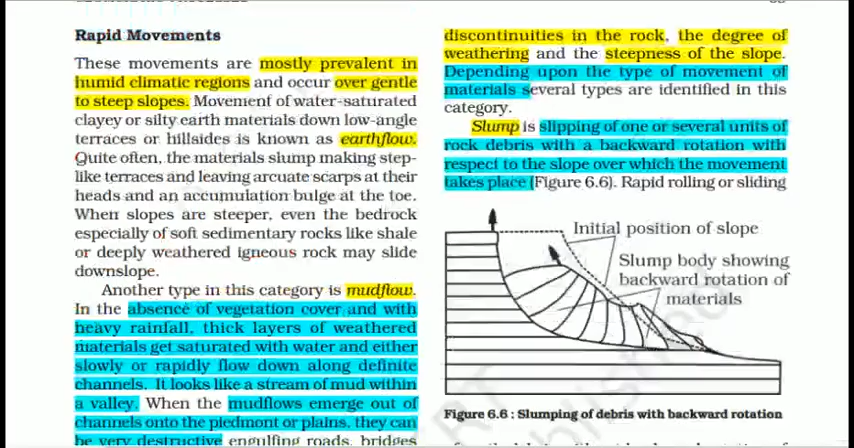 Rapid Movements
These movements are mostly prevalent in
humid climatic regions and occur over gentle
to steep slopes. Movement of water-saturated
clayey or silty earth materials down low-angle
terraces or hillsides is known as earthflow.
Quite often, the materials slump making step-
like terraces and leaving arcuate scarps at their
heads and an accumulation bulge at the toe.
When slopes are steeper, even the bedrock
especially of soft sedimentary rocks like shale
or deeply weathered igneous rock may slide
downslope.
Another type in this category is mudflow.
In the absence of vegetation cover and with
heavy rainfall, thick layers of weathered
materials get saturated with water and either
slowly or rapidly flow down along definite
channels. It looks like a stream of mud within
a valley. When the mudflows emerge out of
channels onto the piedmont or plains, they can
be very destructive engulfing roads, bridges
discontinuities in the rock, the degree of
weathering and the steepness of the slope.
Depending upon the type of movement of
materials several types are identified in this
category.
Slump is slipping of one or several units of
rock debris with a backward rotation with
respect to the slope over which the movement
takes place (Figure 6.6). Rapid rolling or sliding
Initial position of slope
Slump body showing
backward rotation of
materials
Figure 6.6 : Slumping of debris with backward rotation